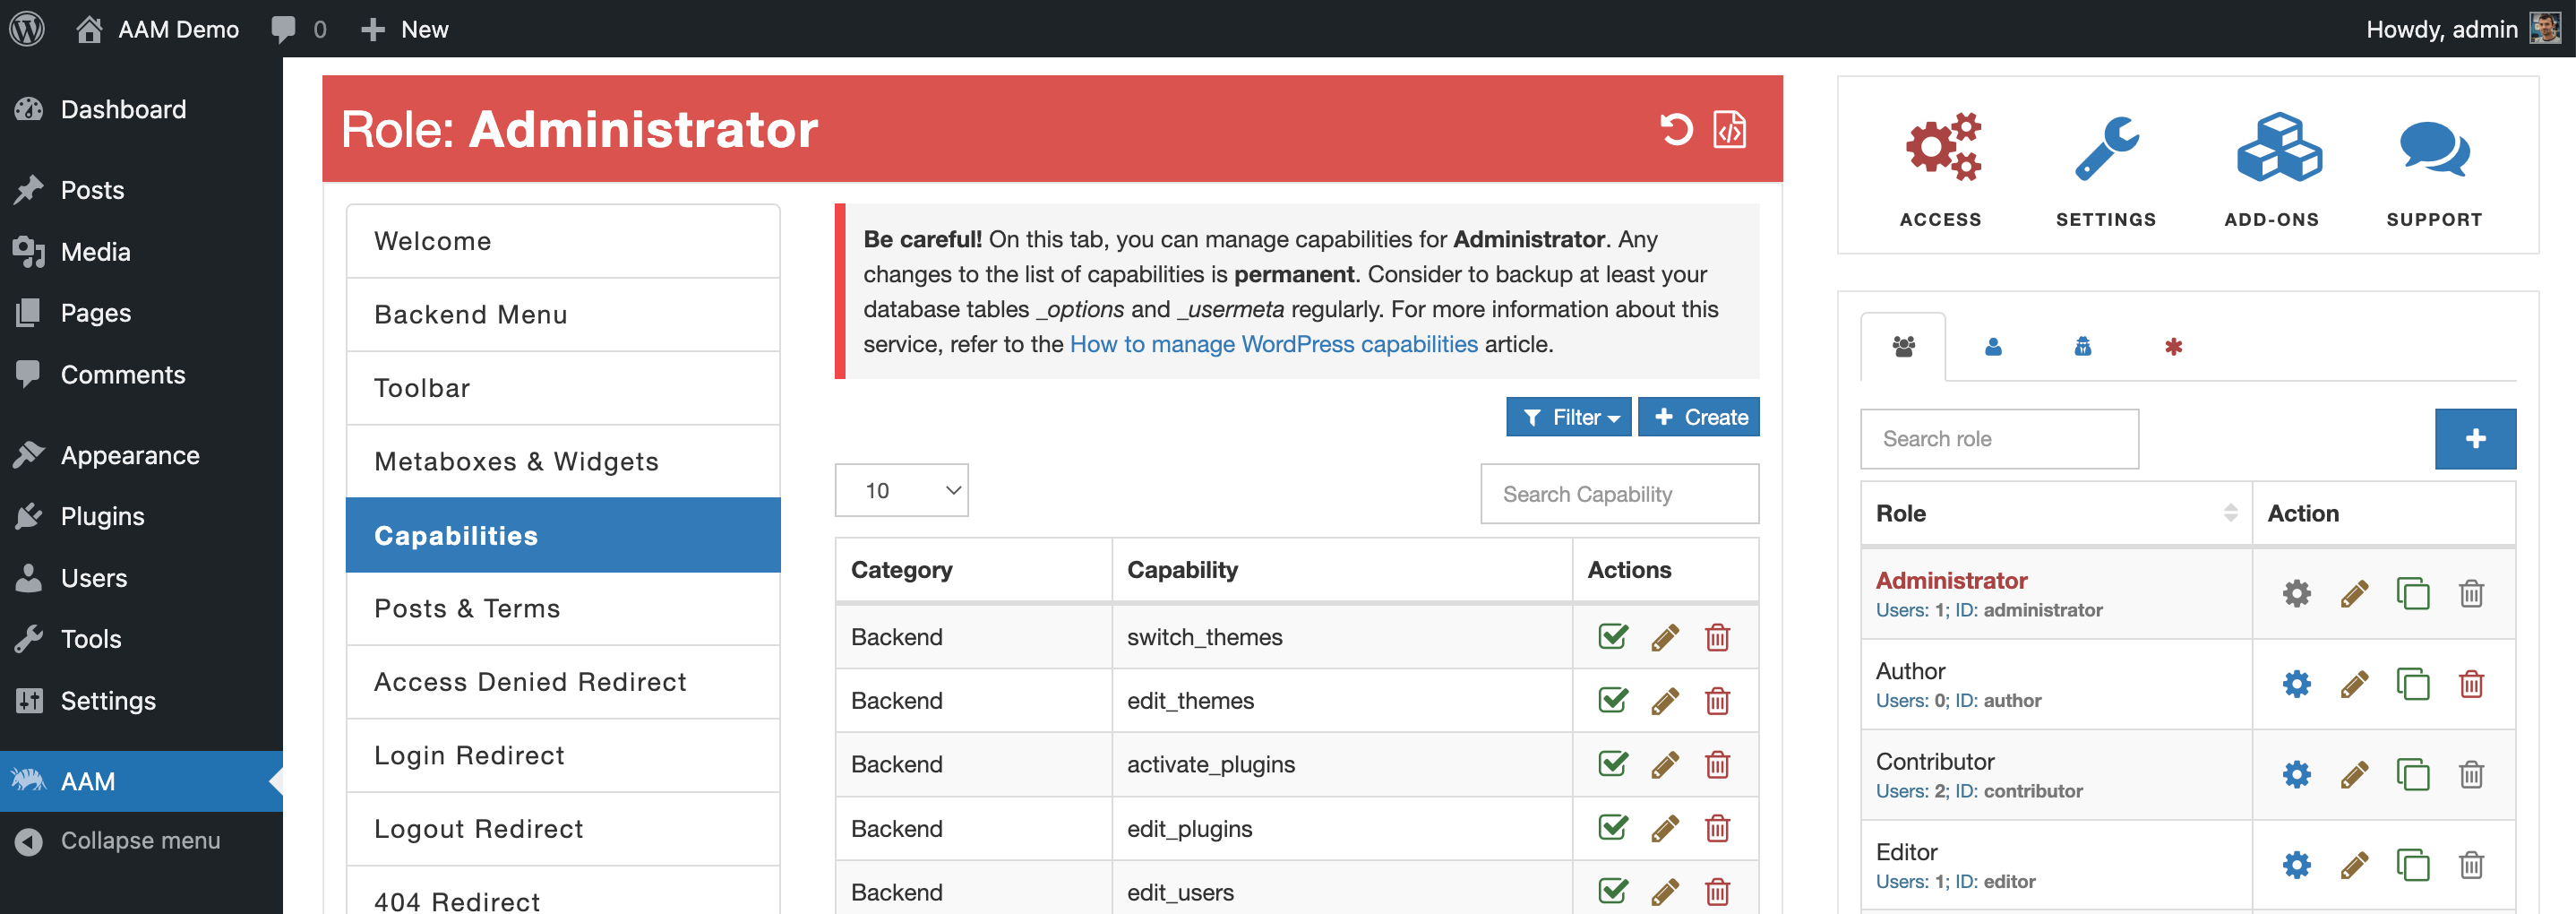 AAM Demo
0
New
Howdy, admin
Dashboard
Posts
Media
Pages
Comments
Appearance
Plugins
Users
Tools
Settings
AAM
Collapse menu
Role: Administrator
Welcome
Backend Menu
Toolbar
Metaboxes & Widgets
Capabilities
Posts & Terms
Access Denied Redirect
Login Redirect
Logout Redirect
404 Redirect
Be careful! On this tab, you can manage capabilities for Administrator. Any
changes to the list of capabilities is permanent. Consider to backup at least your
database tables _options and _usermeta regularly. For more information about this
service, refer to the How to manage WordPress capabilities article.
Filter
Create
10
Search Capability
Category Capability Actions
Backend switch_themes
Backend edit_themes
Backend activate_plugins
Backend edit_plugins
Backend edit_users
ACCESS
SETTINGS
ADD-ONS
SUPPORT
Search role
Role Action
Administrator
Users: 1; ID: administrator
Author
Users: 0; ID: author
Contributor
Users: 2; ID: contributor
Editor
Users: 1; ID: editor